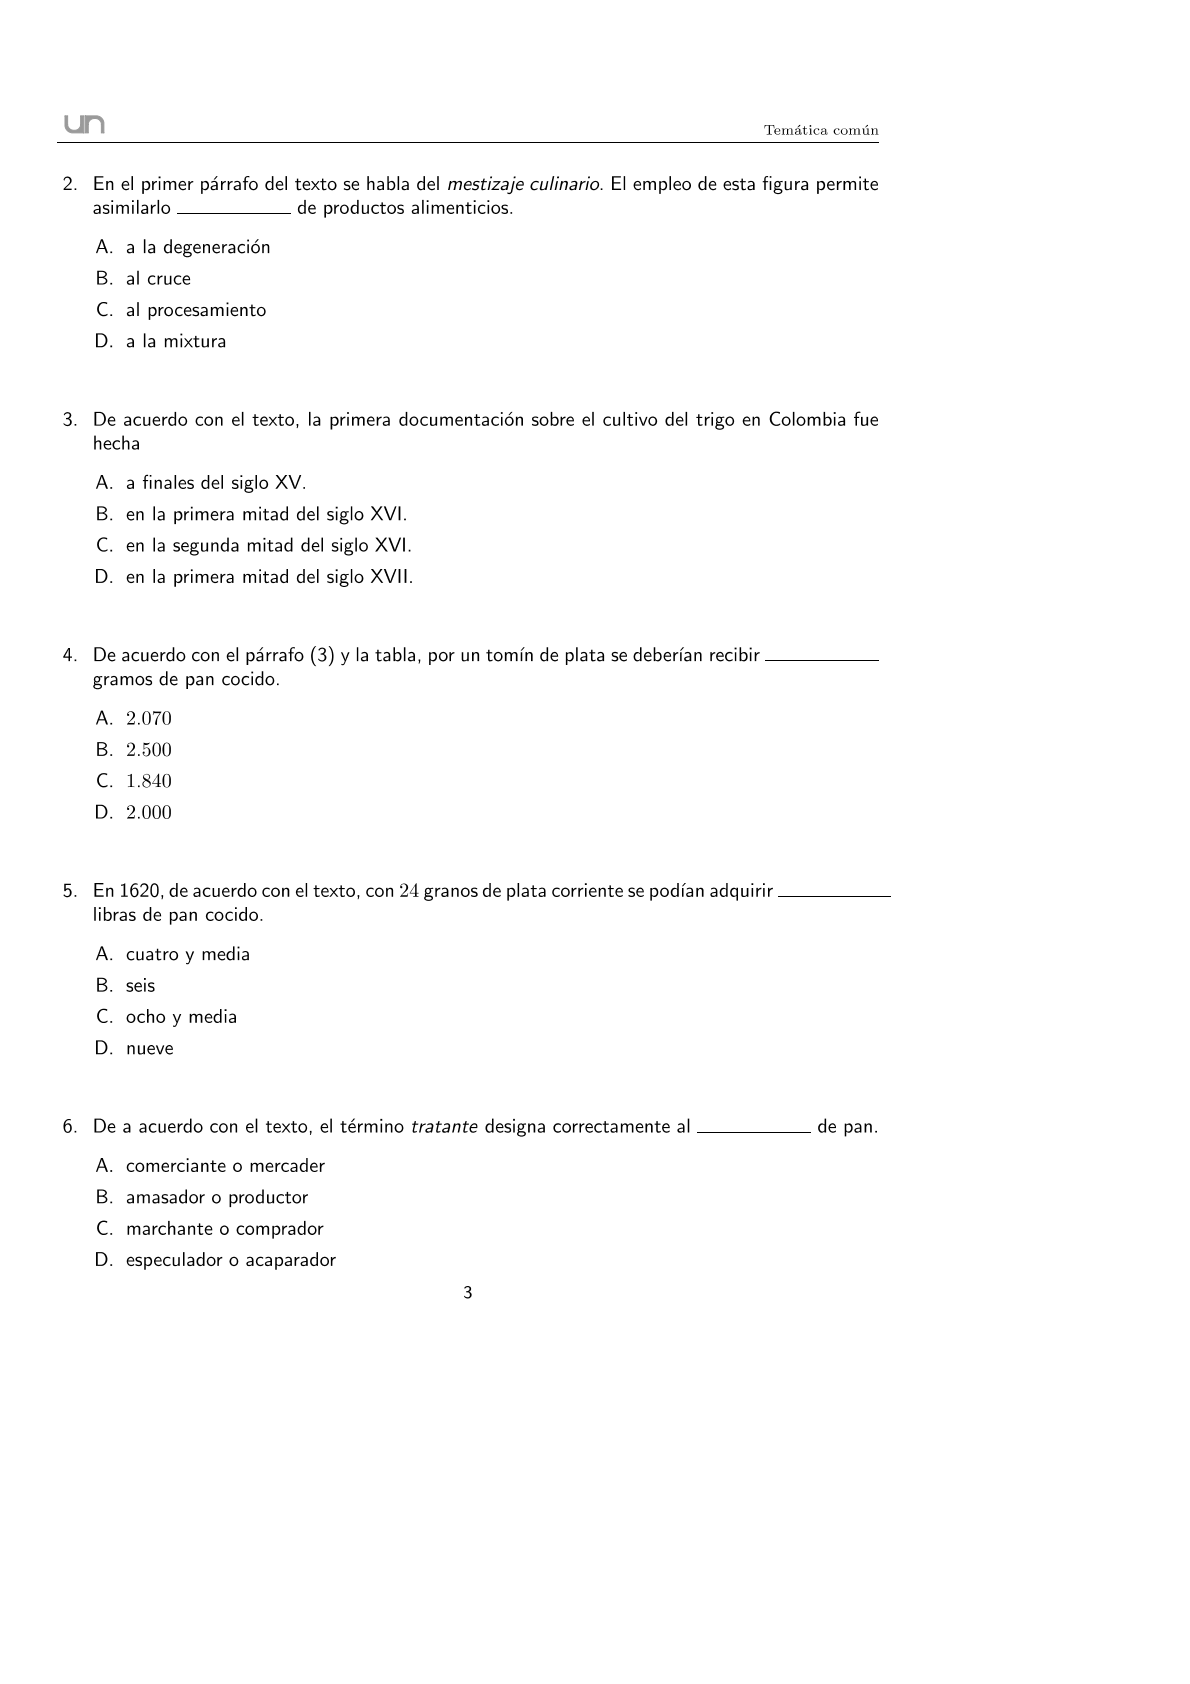 un
Temática común
2. En el primer párrafo del texto se habla del mestizaje culinario. El empleo de esta figura permite
asimilarlo ____________ de productos alimenticios.
A. a la degeneración
B. al cruce
C. al procesamiento
D. a la mixtura
3. De acuerdo con el texto, la primera documentación sobre el cultivo del trigo en Colombia fue
hecha
A. a finales del siglo XV.
B. en la primera mitad del siglo XVI.
C. en la segunda mitad del siglo XVI.
D. en la primera mitad del siglo XVII.
4. De acuerdo con el párrafo (3) y la tabla, por un tomín de plata se deberían recibir ____________
gramos de pan cocido.
A. 2.070
B. 2.500
C. 1.840
D. 2.000
5. En 1620, de acuerdo con el texto, con 24 granos de plata corriente se podían adquirir ____________
libras de pan cocido.
A. cuatro y media
B. seis
C. ocho y media
D. nueve
6. De a acuerdo con el texto, el término tratante designa correctamente al ____________ de pan.
A. comerciante o mercader
B. amasador o productor
C. marchante o comprador
D. especulador o acaparador
3